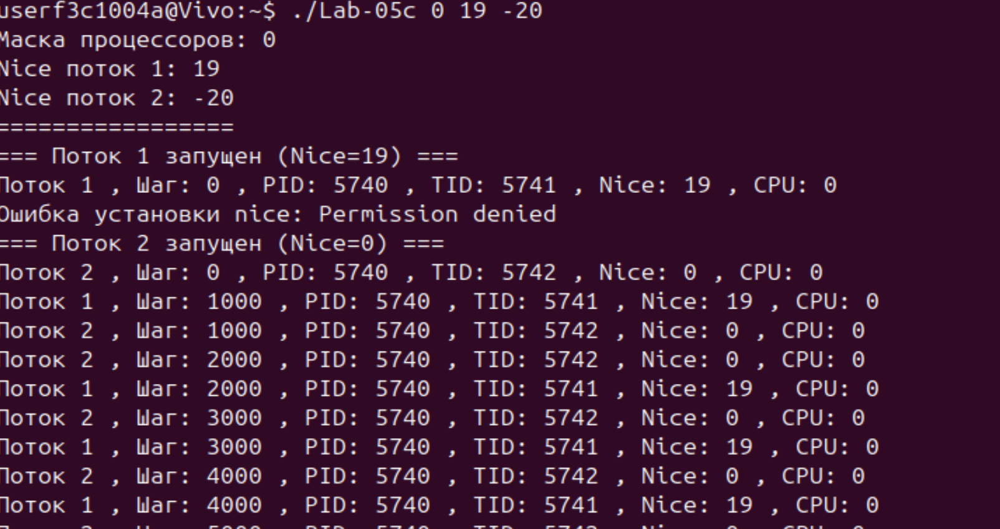 userf3c1004a@Vivo:~$ ./Lab-05c 0 19 -20
Маска процессоров: 0
Nice поток 1: 19
Nice поток 2: -20
=================
=== Поток 1 запущен (Nice=19) ===
Поток 1 , Шаг: 0 , PID: 5740 , TID: 5741 , Nice: 19 , CPU: 0
Ошибка установки nice: Permission denied
=== Поток 2 запущен (Nice=0) ===
Поток 2 , Шаг: 0 , PID: 5740 , TID: 5742 , Nice: 0 , CPU: 0
Поток 1 , Шаг: 1000 , PID: 5740 , TID: 5741 , Nice: 19 , CPU: 0
Поток 2 , Шаг: 1000 , PID: 5740 , TID: 5742 , Nice: 0 , CPU: 0
Поток 2 , Шаг: 2000 , PID: 5740 , TID: 5742 , Nice: 0 , CPU: 0
Поток 1 , Шаг: 2000 , PID: 5740 , TID: 5741 , Nice: 19 , CPU: 0
Поток 2 , Шаг: 3000 , PID: 5740 , TID: 5742 , Nice: 0 , CPU: 0
Поток 1 , Шаг: 3000 , PID: 5740 , TID: 5741 , Nice: 19 , CPU: 0
Поток 2 , Шаг: 4000 , PID: 5740 , TID: 5742 , Nice: 0 , CPU: 0
Поток 1 , Шаг: 4000 , PID: 5740 , TID: 5741 , Nice: 19 , CPU: 0